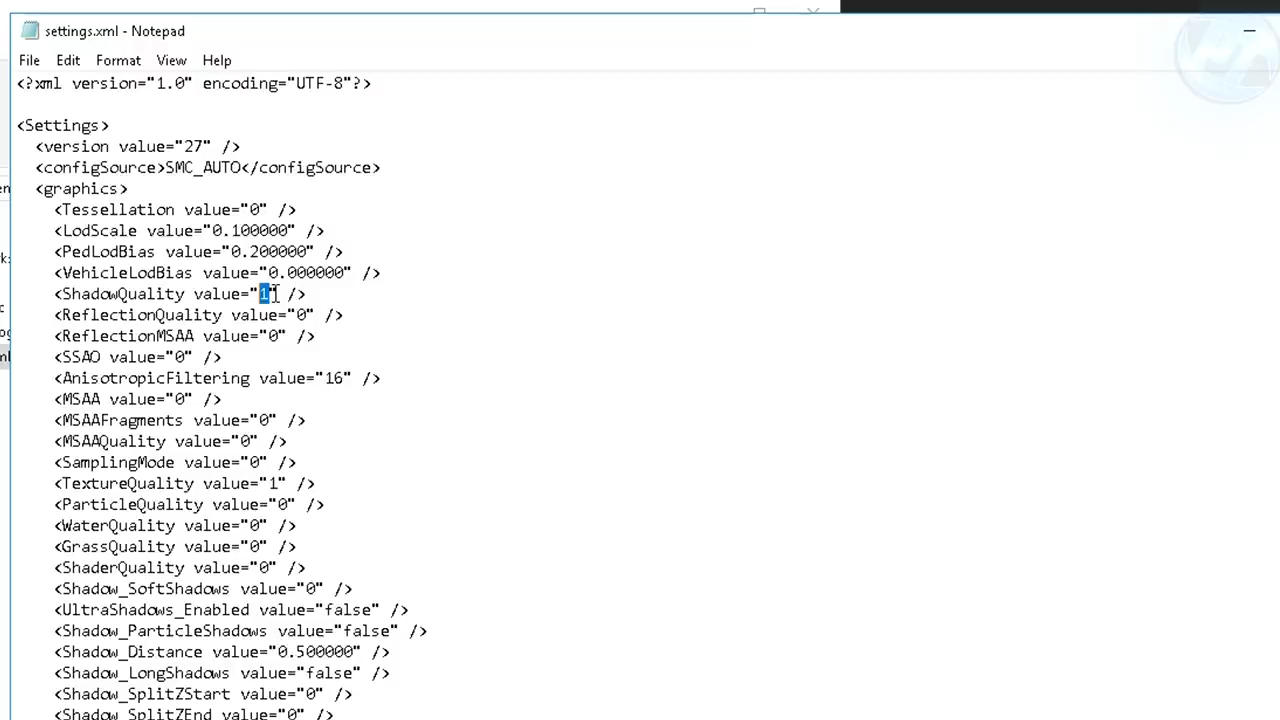 settings.xml - Notepad
File Edit Format View Help
<?xml version="1.0" encoding="UTF-8"?>
<Settings>
<version value="27" />
<configSource>SMC_AUTO</configSource>
<graphics>
<Tessellation value="0" />
<LodScale value="0.100000" />
<PedLodBias value="0.200000" />
<VehicleLodBias value="0.000000" />
<ShadowQuality value="1" />
<ReflectionQuality value="0" />
<ReflectionMSAA value="0" />
<SSAO value="0" />
<AnisotropicFiltering value="16" />
<MSAA value="0" />
<MSAAFragments value="0" />
<MSAAQuality value="0" />
<SamplingMode value="0" />
<TextureQuality value="1" />
<ParticleQuality value="0" />
<WaterQuality value="0" />
<GrassQuality value="0" />
<ShaderQuality value="0" />
<Shadow_SoftShadows value="0" />
<UltraShadows_Enabled value="false" />
<Shadow_ParticleShadows value="false" />
<Shadow_Distance value="0.500000" />
<Shadow_LongShadows value="false" />
<Shadow_SplitZStart value="0" />
<Shadow_SplitZEnd value="0" />